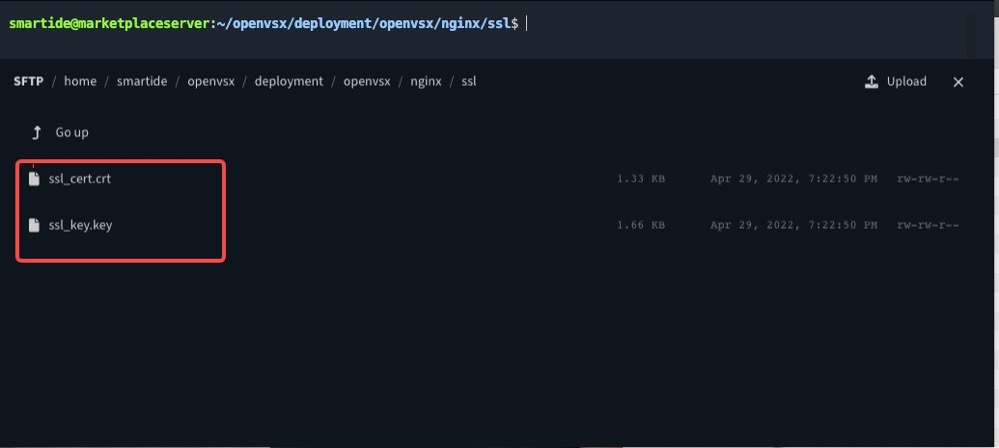 smartide@marketplaceserver:~/openvsx/deployment/openvsx/nginx/ssl$
SFTP / home / smartide / openvsx / deployment / openvsx / nginx / ssl Upload
Go up
ssl_cert.crt 1.33 KB Apr 29, 2022, 7:22:50 PM rw-rw-r--
ssl_key.key 1.66 KB Apr 29, 2022, 7:22:50 PM rw-rw-r--